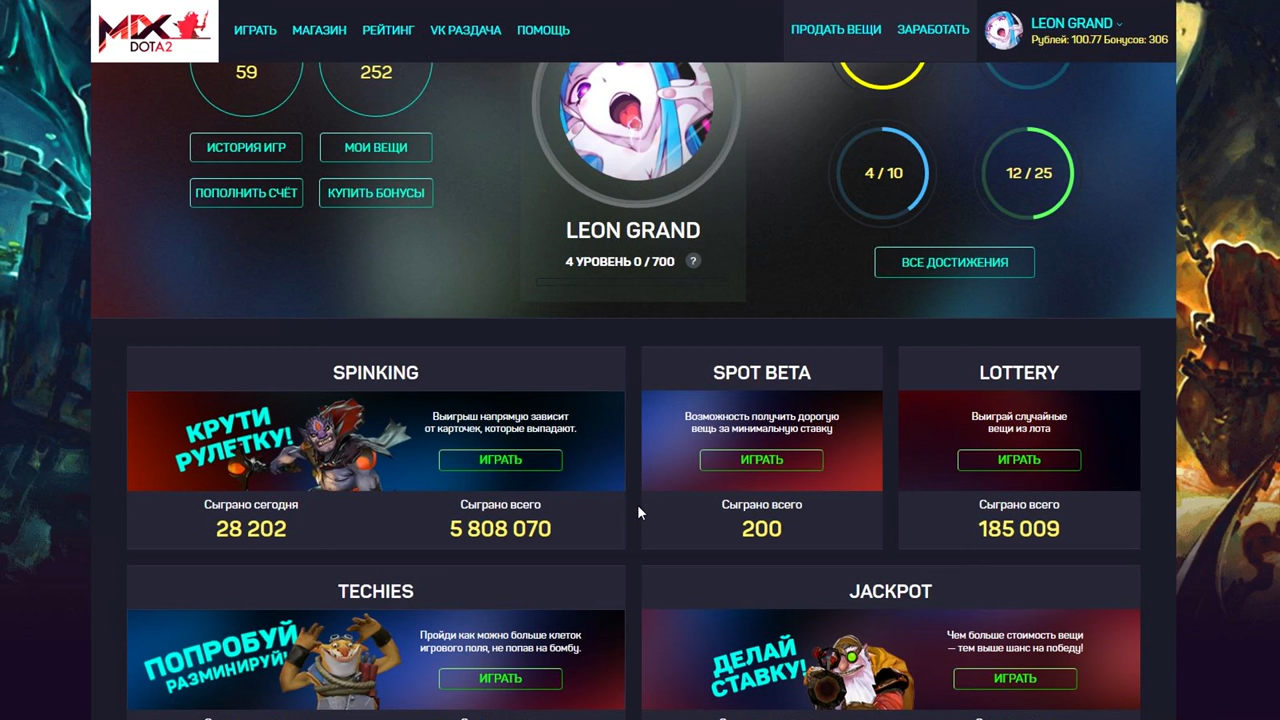 MIX
DOTA2
ИГРАТЬ
МАГАЗИН
РЕЙТИНГ
VK РАЗДАЧА
ПОМОЩЬ
ПРОДАТЬ ВЕЩИ
ЗАРАБОТАТЬ
LEON GRAND
Рублей: 100.77 Бонусов: 306
59
252
ИСТОРИЯ ИГР
МОИ ВЕЩИ
ПОПОЛНИТЬ СЧЁТ
КУПИТЬ БОНУСЫ
LEON GRAND
4 УРОВЕНЬ 0 / 700
?
4 / 10
12 / 25
ВСЕ ДОСТИЖЕНИЯ
SPINKING
КРУТИ
РУЛЕТКУ!
Выигрыш напрямую зависит
от карточек, которые выпадают.
ИГРАТЬ
Сыграно сегодня
28 202
Сыграно всего
5 808 070
SPOT BETA
Возможность получить дорогую
вещь за минимальную ставку
ИГРАТЬ
Сыграно всего
200
LOTTERY
Выиграй случайные
вещи из лота
ИГРАТЬ
Сыграно всего
185 009
TECHIES
ПОПРОБУЙ
РАЗМИНИРУЙ!
Пройди как можно больше клеток
игрового поля, не попав на бомбу.
ИГРАТЬ
JACKPOT
ДЕЛАЙ
СТАВКУ!
Чем больше стоимость вещи
— тем выше шанс на победу!
ИГРАТЬ